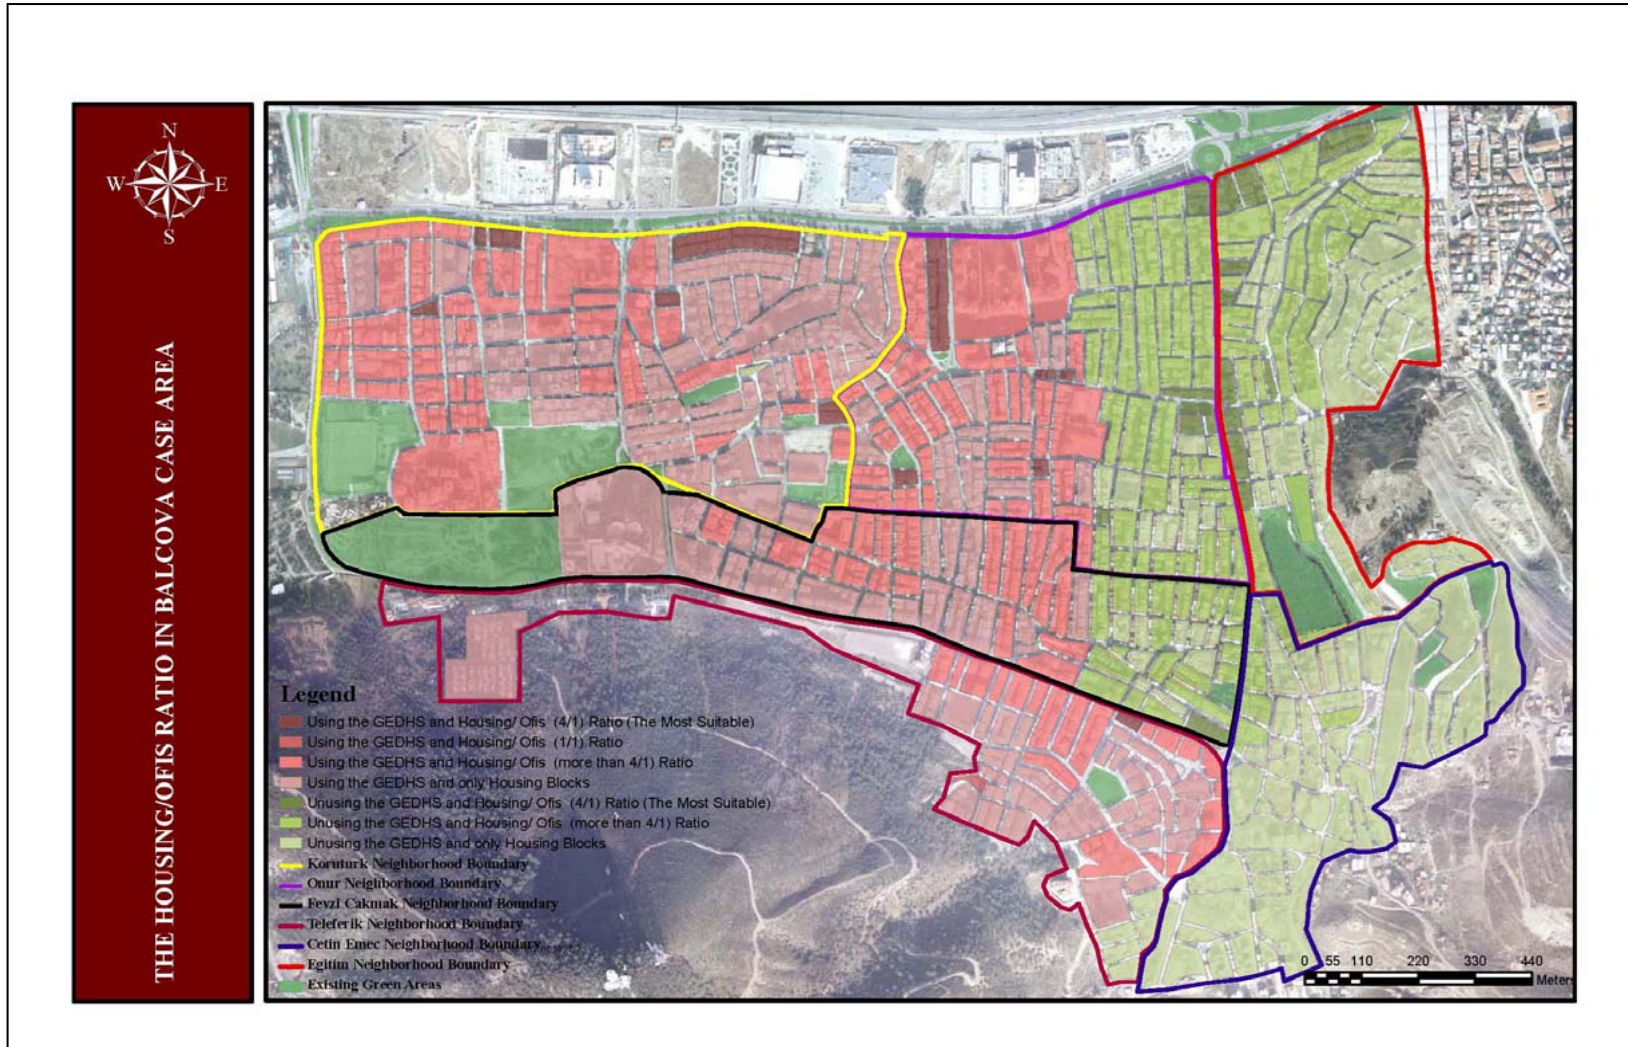 N
W E
S
THE HOUSING/OFIS RATIO IN BALCOVA CASE AREA
Legend
Using the GEDHS and Housing/ Ofis (4/1) Ratio (The Most Suitable)
Using the GEDHS and Housing/ Ofis (1/1) Ratio
Using the GEDHS and Housing/ Ofis (more than 4/1) Ratio
Using the GEDHS and only Housing Blocks
Unusing the GEDHS and Housing/ Ofis (4/1) Ratio (The Most Suitable)
Unusing the GEDHS and Housing/ Ofis (more than 4/1) Ratio
Unusing the GEDHS and only Housing Blocks
Koruturk Neighborhood Boundary
Onur Neighborhood Boundary
Fevzi Cakmak Neighborhood Boundary
Teleferik Neighborhood Boundary
Cetin Emec Neighborhood Boundary
Egitim Neighborhood Boundary
Existing Green Areas
0 55 110 220 330 440
Meters